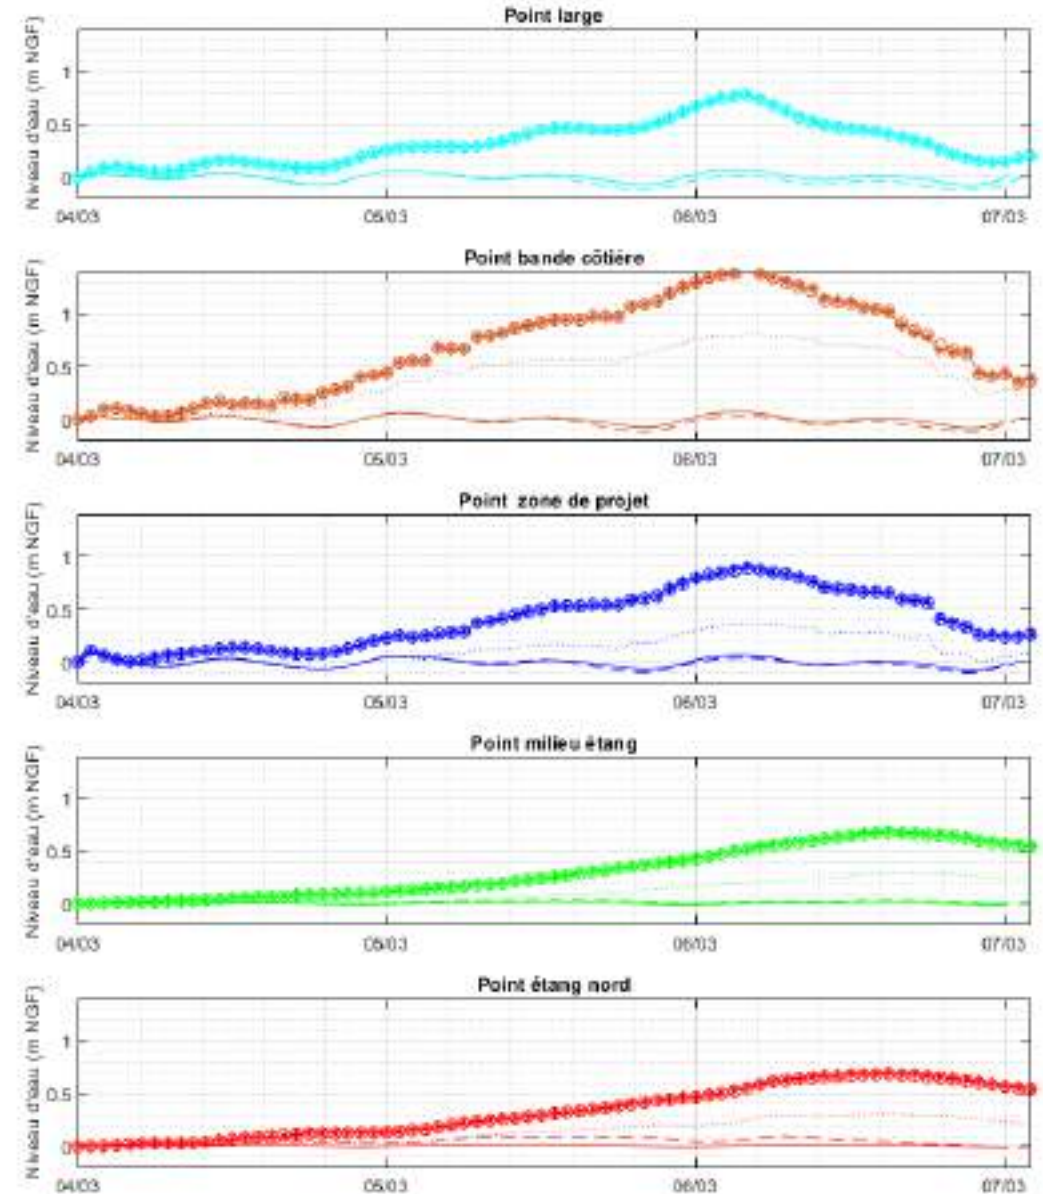 Point large
Niveau d'eau (m NGF)
1
0.5
0
04/03 05/03 06/03 07/03
Point bande côtière
Niveau d'eau (m NGF)
1
0.5
0
04/03 05/03 06/03 07/03
Point zone de projet
Niveau d'eau (m NGF)
1
0.5
0
04/03 05/03 06/03 07/03
Point milieu étang
Niveau d'eau (m NGF)
1
0.5
0
04/03 05/03 06/03 07/03
Point étang nord
Niveau d'eau (m NGF)
1
0.5
0
04/03 05/03 06/03 07/03